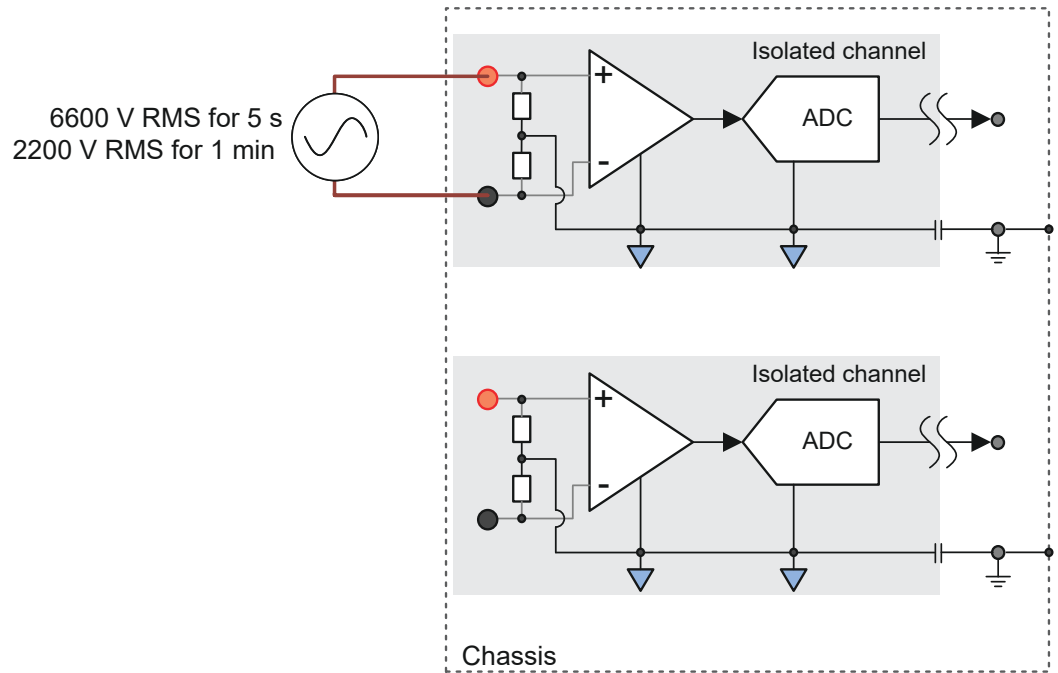 Isolated channel
6600 V RMS for 5 s
2200 V RMS for 1 min
+
-
ADC
Isolated channel
+
-
ADC
Chassis